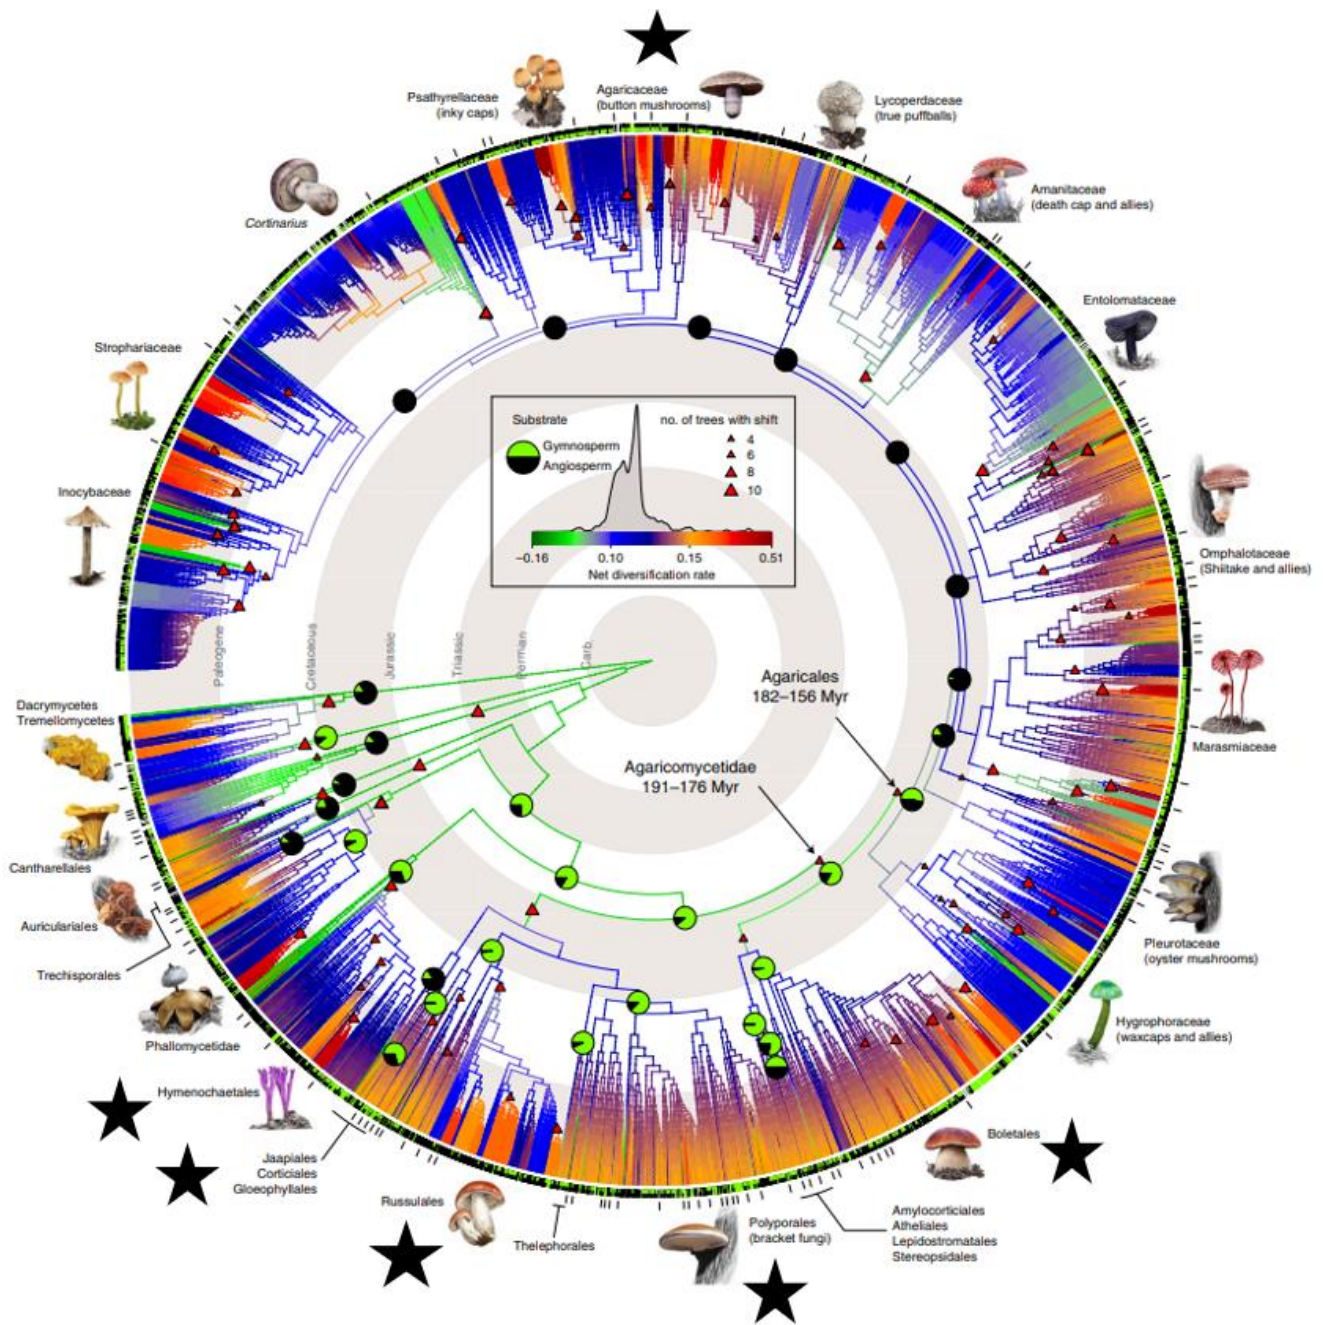 Psathyrellaceae
(inky caps)
Agaricaceae
(button mushrooms)
Lycoperdaceae
(true puffballs)
Amanitaceae
(death cap and allies)
Cortinarius
Entolomataceae
Strophariaceae
Inocybaceae
Omphalotaceae
(Shiitake and allies)
Substrate
Gymnosperm
Angiosperm
no. of trees with shift
4
6
8
10
–0.16
0.10
0.15
0.51
Net diversification rate
Paleogene
Cretaceous
Jurassic
Triassic
Permian
Carb.
Agaricales
182–156 Myr
Agaricomycetidae
191–176 Myr
Marasmiaceae
Dacrymycetes
Tremellomycetes
Cantharellales
Auriculariales
Trechisporales
Phallomycetidae
Hymenochaetales
Jaapiales
Corticiales
Gloeophyllales
Russulales
Thelephorales
Polyporales
(bracket fungi)
Amylocorticiales
Atheliales
Lepidostromatales
Stereopsidales
Boletales
Hygrophoraceae
(waxcaps and allies)
Pleurotaceae
(oyster mushrooms)